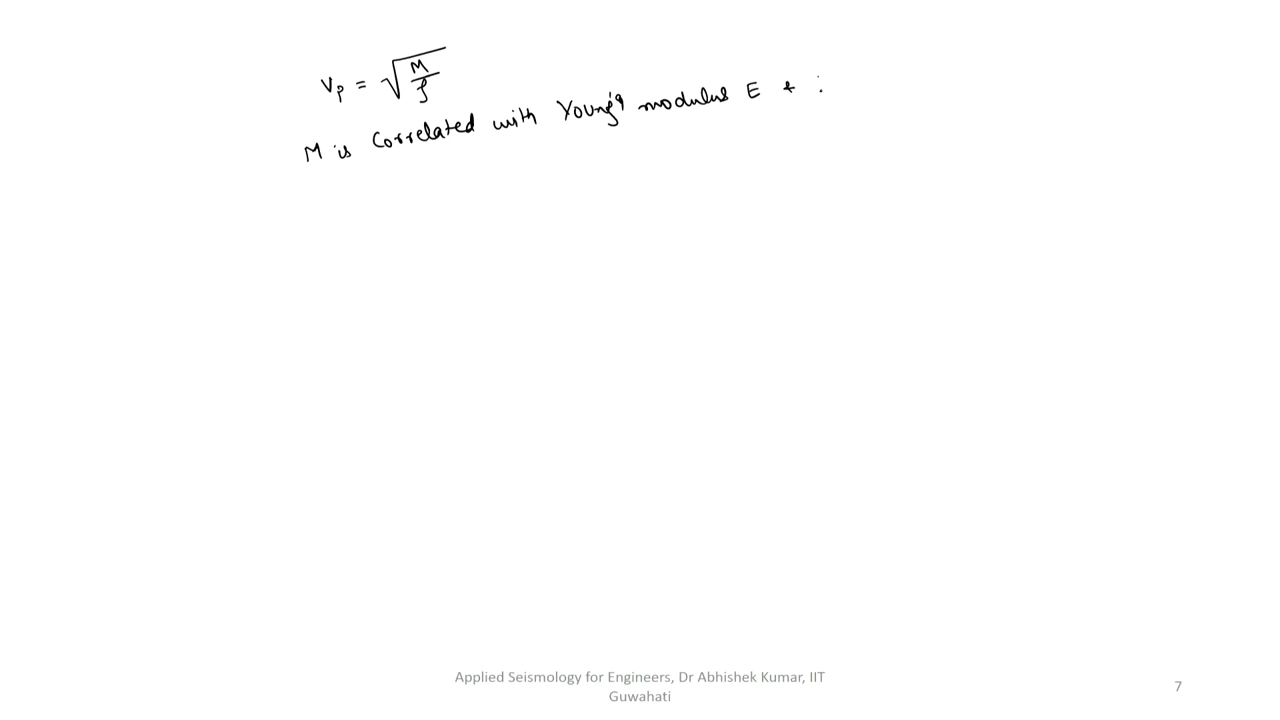 Vp = √(M/ρ)
M is Correlated with Young's modulus E & :
Applied Seismology for Engineers, Dr Abhishek Kumar, IIT
Guwahati
7